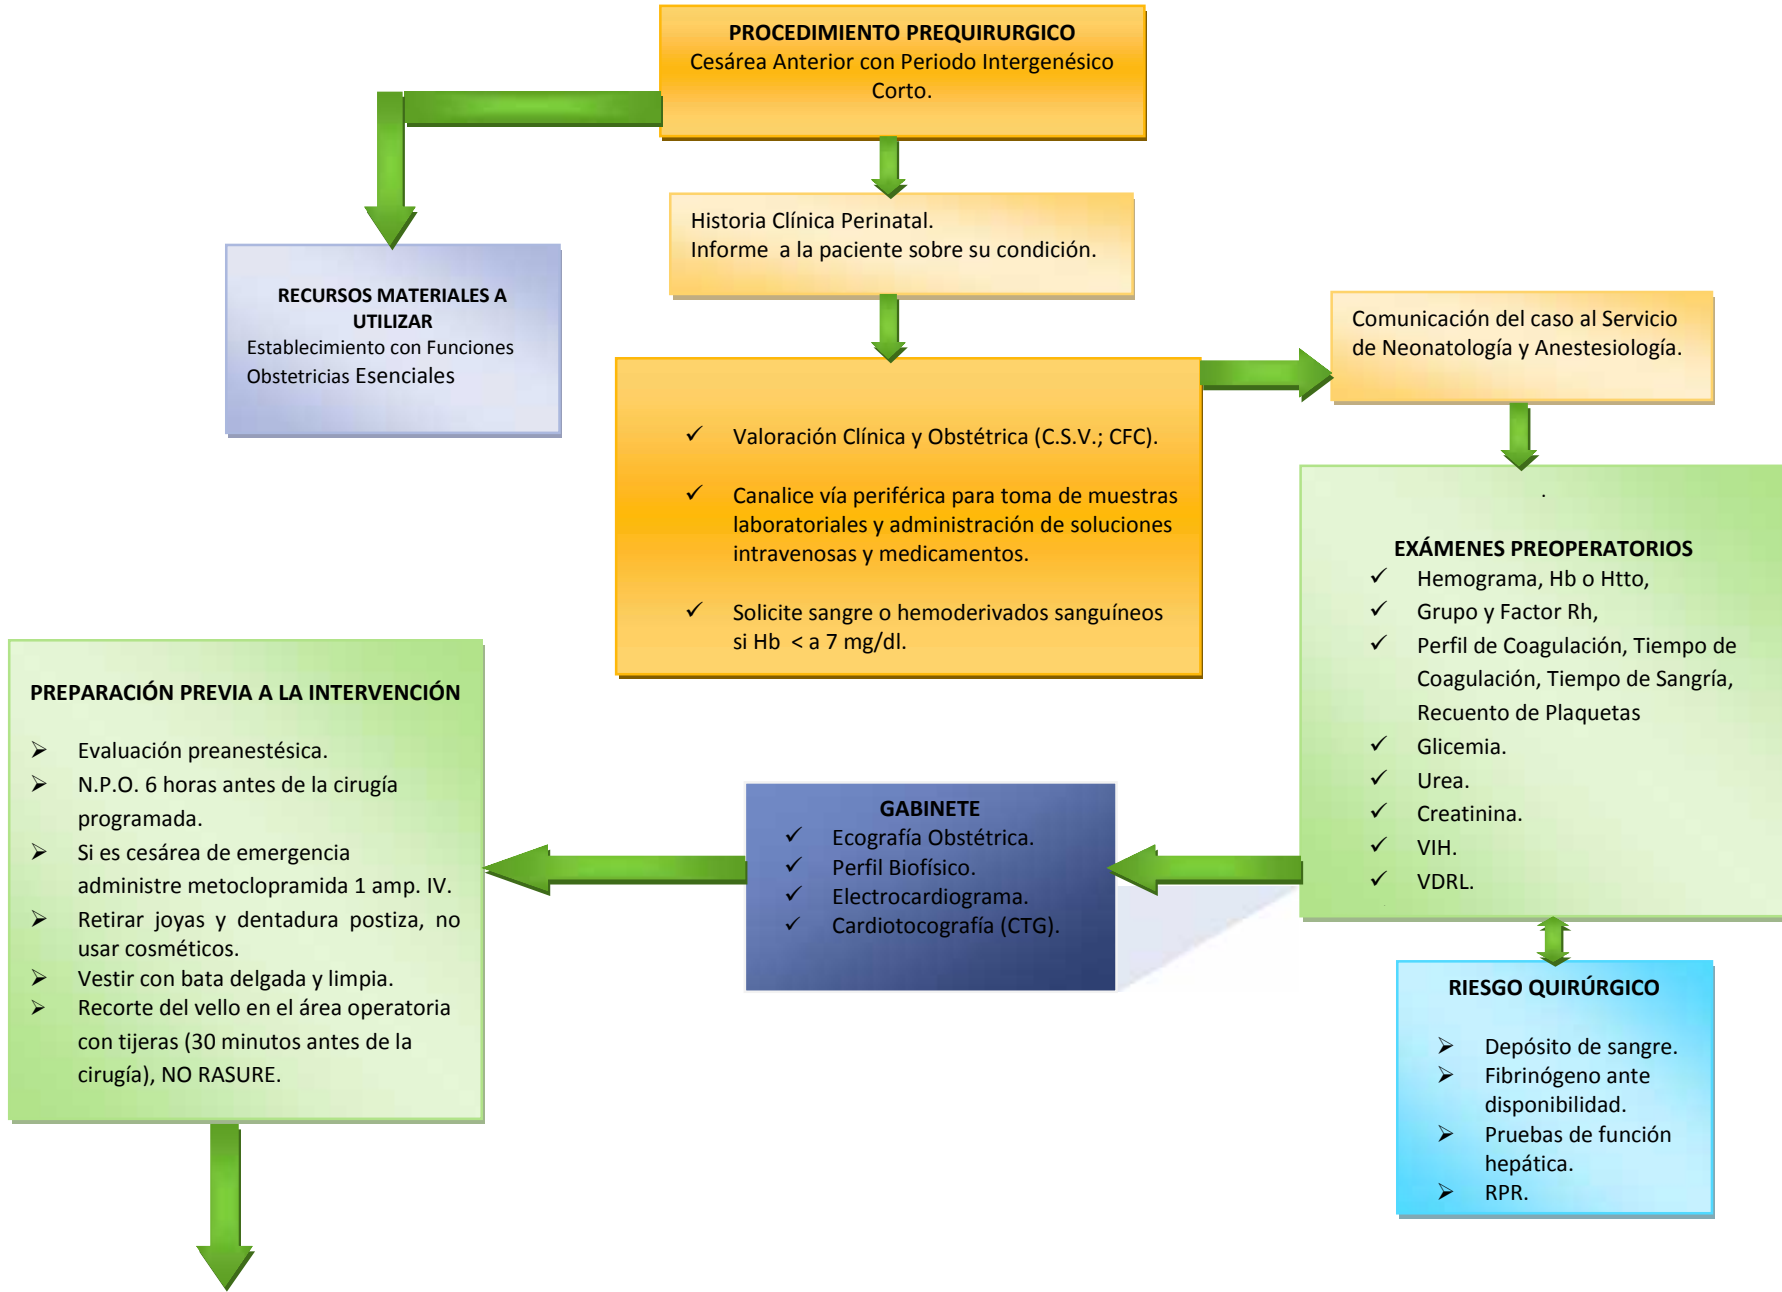 PROCEDIMIENTO PREQUIRURGICO
Cesárea Anterior con Periodo Intergenésico
Corto.
Historia Clínica Perinatal.
Informe a la paciente sobre su condición.
RECURSOS MATERIALES A
UTILIZAR
Establecimiento con Funciones
Obstetricias Esenciales
Comunicación del caso al Servicio
de Neonatología y Anestesiología.
✓ Valoración Clínica y Obstétrica (C.S.V.; CFC).
✓ Canalice vía periférica para toma de muestras
laboratoriales y administración de soluciones
intravenosas y medicamentos.
✓ Solicite sangre o hemoderivados sanguíneos
si Hb < a 7 mg/dl.
.
EXÁMENES PREOPERATORIOS
✓ Hemograma, Hb o Htto,
✓ Grupo y Factor Rh,
✓ Perfil de Coagulación, Tiempo de
Coagulación, Tiempo de Sangría,
Recuento de Plaquetas
✓ Glicemia.
✓ Urea.
✓ Creatinina.
✓ VIH.
✓ VDRL.
RIESGO QUIRÚRGICO
➢ Depósito de sangre.
➢ Fibrinógeno ante
disponibilidad.
➢ Pruebas de función
hepática.
➢ RPR.
GABINETE
✓ Ecografía Obstétrica.
✓ Perfil Biofísico.
✓ Electrocardiograma.
✓ Cardiotocografía (CTG).
PREPARACIÓN PREVIA A LA INTERVENCIÓN
➢ Evaluación preanestésica.
➢ N.P.O. 6 horas antes de la cirugía
programada.
➢ Si es cesárea de emergencia
administre metoclopramida 1 amp. IV.
➢ Retirar joyas y dentadura postiza, no
usar cosméticos.
➢ Vestir con bata delgada y limpia.
➢ Recorte del vello en el área operatoria
con tijeras (30 minutos antes de la
cirugía), NO RASURE.